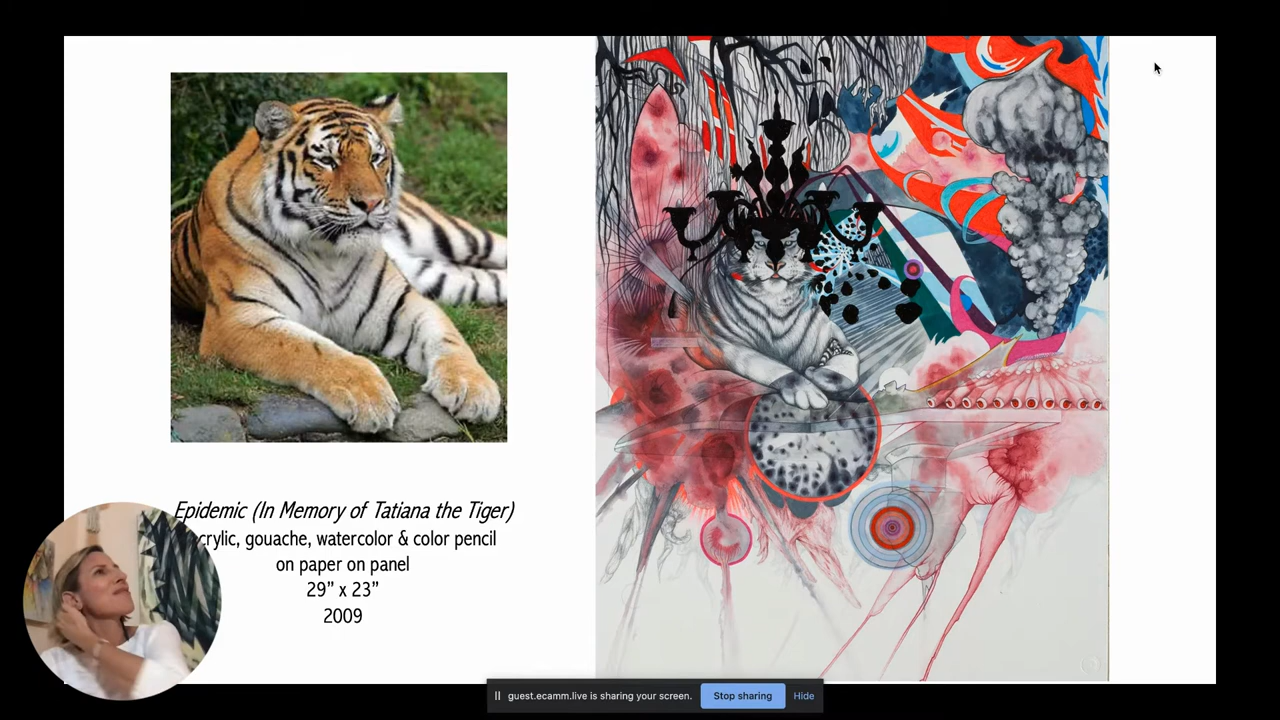 Epidemic (In Memory of Tatiana the Tiger)
acrylic, gouache, watercolor & color pencil
on paper on panel
29” x 23”
2009
guest.ecamm.live is sharing your screen.
Stop sharing
Hide